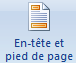 En-tête et
pied de page